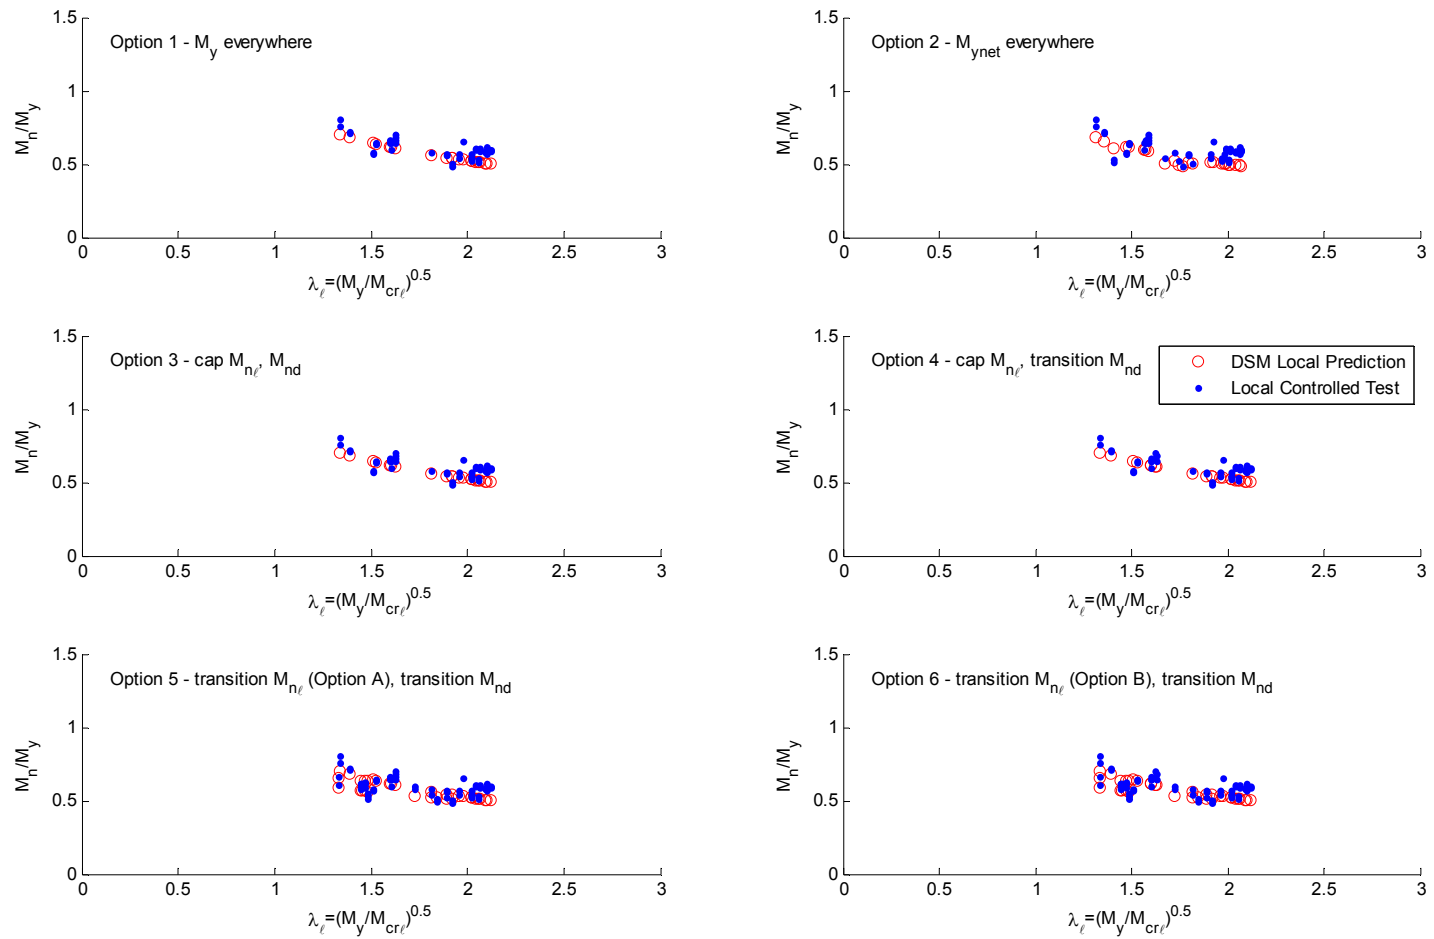 1.5
1
0.5
0
Option 1 - My everywhere
Mn/My
0 0.5 1 1.5 2 2.5 3
λℓ=(My/Mcrℓ)0.5
1.5
1
0.5
0
Option 2 - Mynet everywhere
Mn/My
0 0.5 1 1.5 2 2.5 3
λℓ=(My/Mcrℓ)0.5
1.5
1
0.5
0
Option 3 - cap Mnℓ, Mnd
Mn/My
0 0.5 1 1.5 2 2.5 3
λℓ=(My/Mcrℓ)0.5
1.5
1
0.5
0
Option 4 - cap Mnℓ, transition Mnd
DSM Local Prediction
Local Controlled Test
Mn/My
0 0.5 1 1.5 2 2.5 3
λℓ=(My/Mcrℓ)0.5
1.5
1
0.5
0
Option 5 - transition Mnℓ (Option A), transition Mnd
Mn/My
0 0.5 1 1.5 2 2.5 3
λℓ=(My/Mcrℓ)0.5
1.5
1
0.5
0
Option 6 - transition Mnℓ (Option B), transition Mnd
Mn/My
0 0.5 1 1.5 2 2.5 3
λℓ=(My/Mcrℓ)0.5